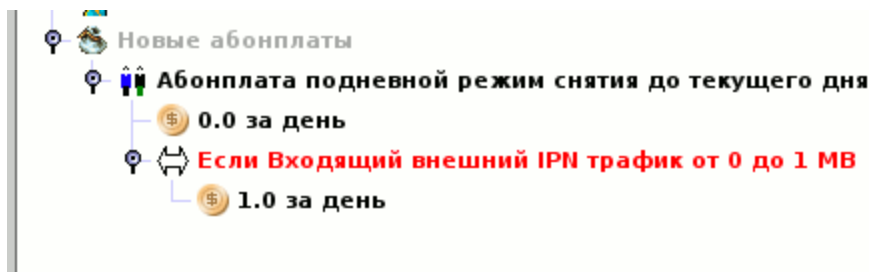 Новые абонплаты
Абонплата подневной режим снятия до текущего дня
0.0 за день
Если Входящий внешний IPN трафик от 0 до 1 MB
1.0 за день